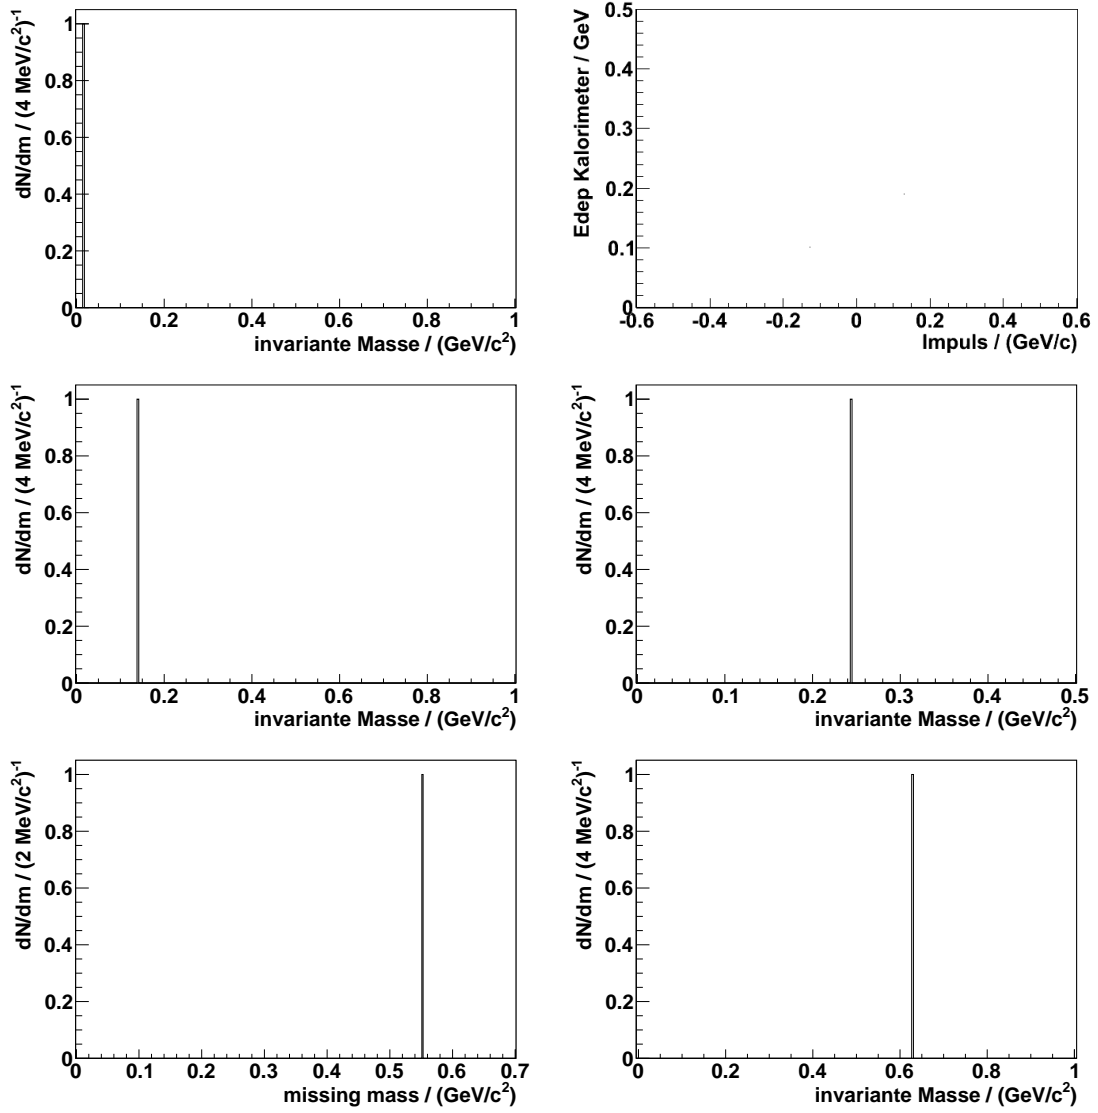 dN/dm / (4 MeV/c²)⁻¹
1
0.8
0.6
0.4
0.2
0
0 0.2 0.4 0.6 0.8 1
invariante Masse / (GeV/c²)
Edep Kalorimeter / GeV
0.5
0.4
0.3
0.2
0.1
0
-0.6 -0.4 -0.2 0 0.2 0.4 0.6
Impuls / (GeV/c)
dN/dm / (4 MeV/c²)⁻¹
1
0.8
0.6
0.4
0.2
0
0 0.2 0.4 0.6 0.8 1
invariante Masse / (GeV/c²)
dN/dm / (4 MeV/c²)⁻¹
1
0.8
0.6
0.4
0.2
0
0 0.1 0.2 0.3 0.4 0.5
invariante Masse / (GeV/c²)
dN/dm / (2 MeV/c²)⁻¹
1
0.8
0.6
0.4
0.2
0
0 0.1 0.2 0.3 0.4 0.5 0.6 0.7
missing mass / (GeV/c²)
dN/dm / (4 MeV/c²)⁻¹
1
0.8
0.6
0.4
0.2
0
0 0.2 0.4 0.6 0.8 1
invariante Masse / (GeV/c²)